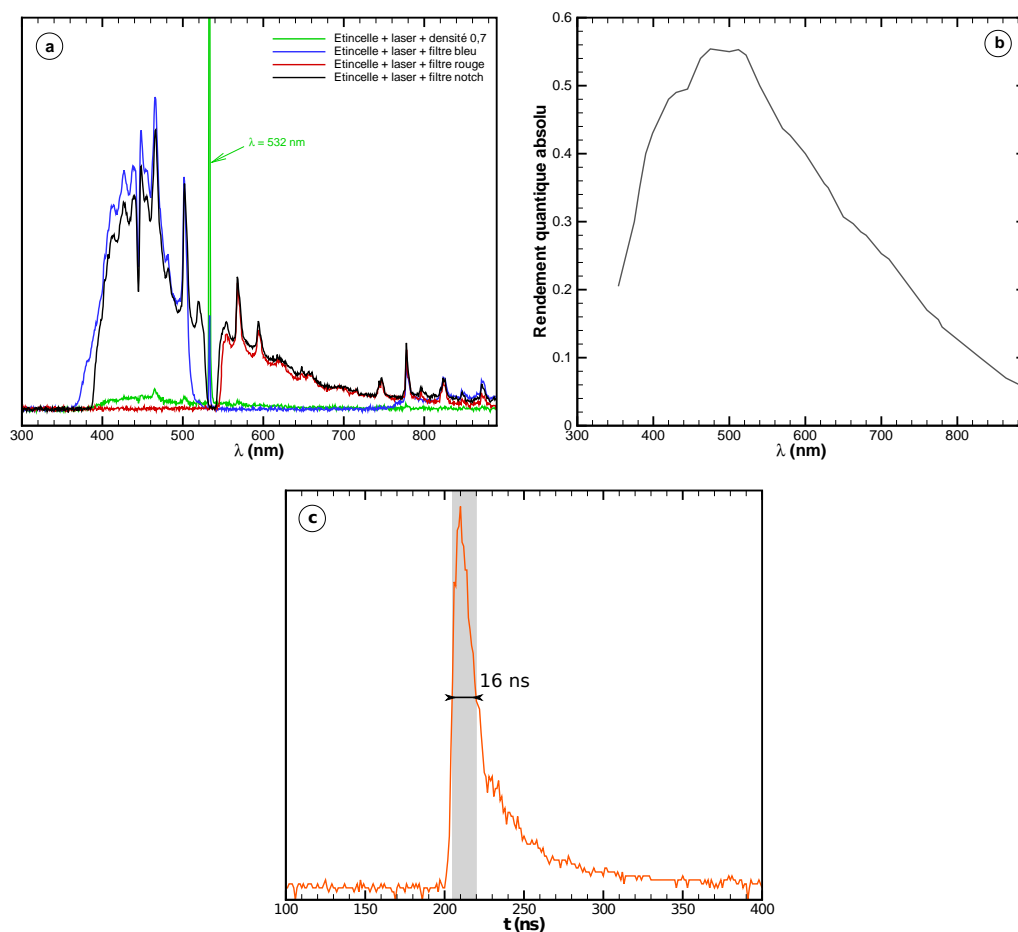 a
Etincelle + laser + densité 0,7
Etincelle + laser + filtre bleu
Etincelle + laser + filtre rouge
Etincelle + laser + filtre notch
λ = 532 nm
300 400 500 600 700 800
λ (nm)
b
Rendement quantique absolu
0.6
0.5
0.4
0.3
0.2
0.1
0
300 400 500 600 700 800
λ (nm)
c
16 ns
100 150 200 250 300 350 400
t (ns)